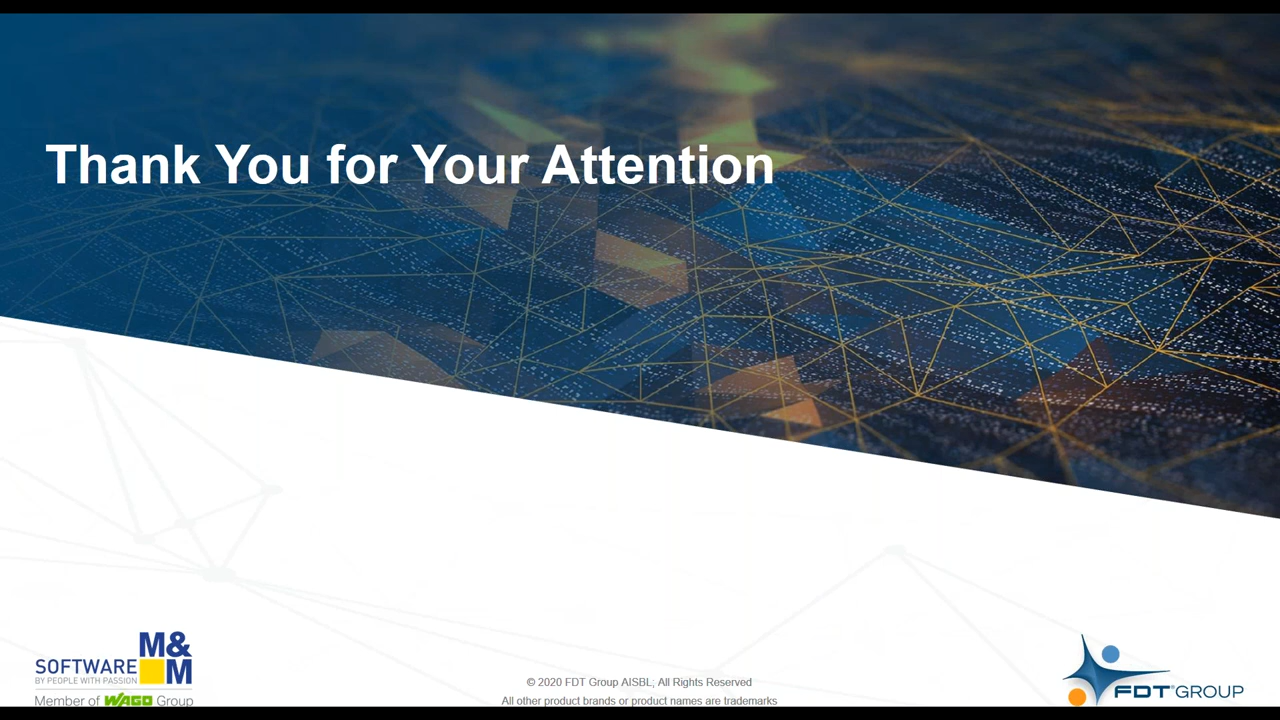 Thank You for Your Attention
M&
SOFTWARE M
BY PEOPLE WITH PASSION
Member of WAGO Group
© 2020 FDT Group AISBL; All Rights Reserved
All other product brands or product names are trademarks
FDT® GROUP